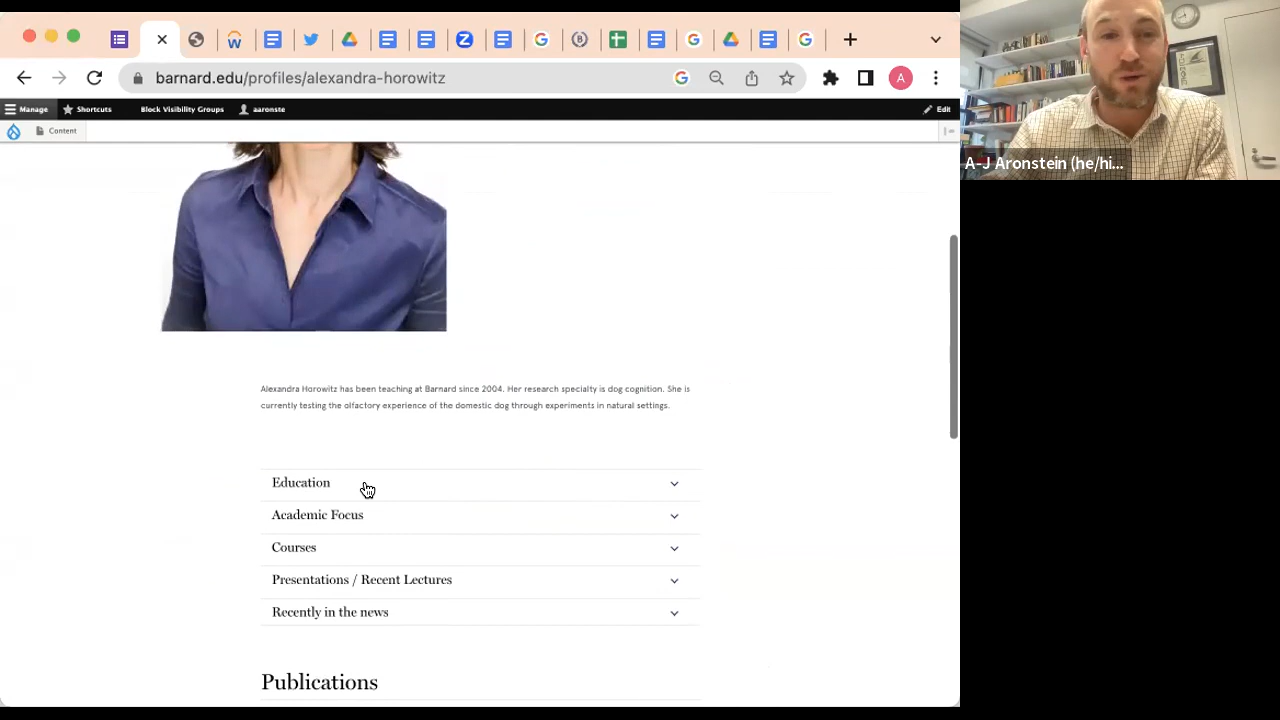 barnard.edu/profiles/alexandra-horowitz
A
Manage
Shortcuts
Block Visibility Groups
aaronste
Edit
Content
A-J Aronstein (he/hi...
Alexandra Horowitz has been teaching at Barnard since 2004. Her research specialty is dog cognition. She is
currently testing the olfactory experience of the domestic dog through experiments in natural settings.
Education
Academic Focus
Courses
Presentations / Recent Lectures
Recently in the news
Publications